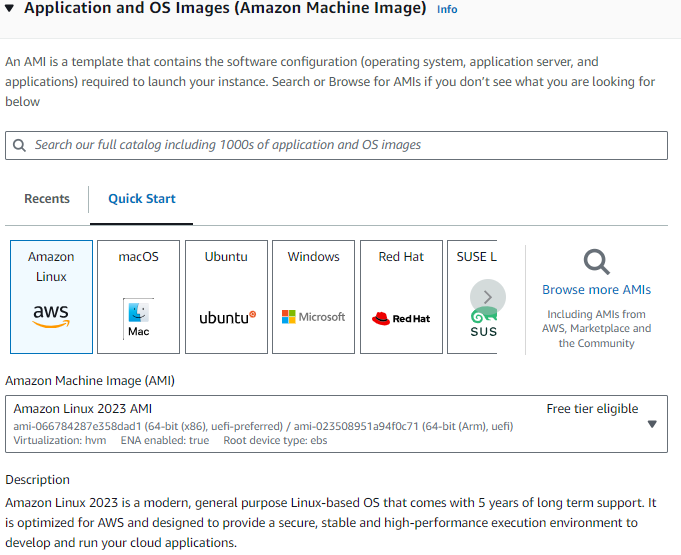 Application and OS Images (Amazon Machine Image) Info
An AMI is a template that contains the software configuration (operating system, application server, and
applications) required to launch your instance. Search or Browse for AMIs if you don't see what you are looking for
below
Search our full catalog including 1000s of application and OS images
Recents
Quick Start
Amazon
Linux
aws
macOS
Mac
Ubuntu
ubuntu
Windows
Microsoft
Red Hat
Red Hat
SUSE L
SUS
Browse more AMIs
Including AMIs from
AWS, Marketplace and
the Community
Amazon Machine Image (AMI)
Amazon Linux 2023 AMI
Free tier eligible
ami-066784287e358dad1 (64-bit (x86), uefi-preferred) / ami-023508951a94f0c71 (64-bit (Arm), uefi)
Virtualization: hvm ENA enabled: true Root device type: ebs
Description
Amazon Linux 2023 is a modern, general purpose Linux-based OS that comes with 5 years of long term support. It
is optimized for AWS and designed to provide a secure, stable and high-performance execution environment to
develop and run your cloud applications.